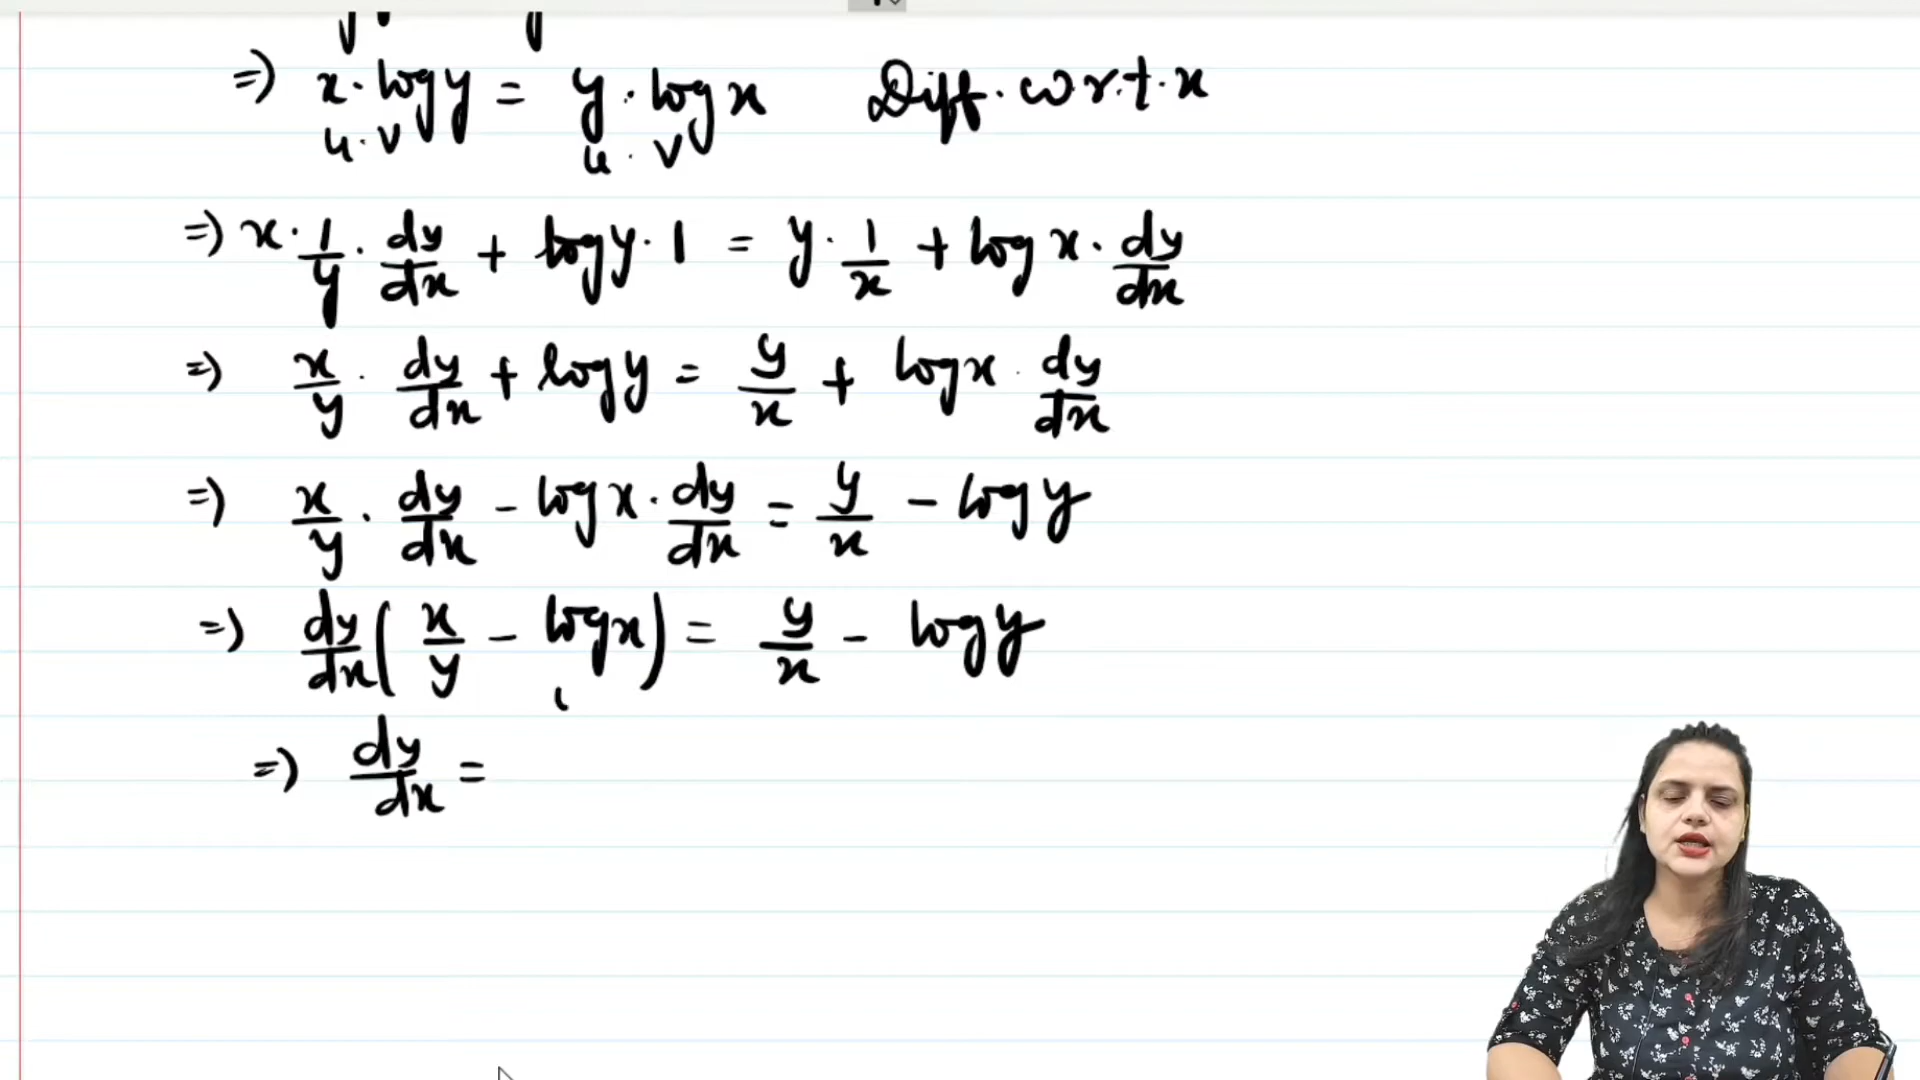 =) x · log y = y · log x Diff. w r.t. x
u · v u · v
=) x · 1/y · dy/dx + log y · 1 = y · 1/x + log x · dy/dx
=) x/y · dy/dx + log y = y/x + log x · dy/dx
=) x/y · dy/dx - log x · dy/dx = y/x - log y
=) dy/dx ( x/y - log x ) = y/x - log y
=) dy/dx =